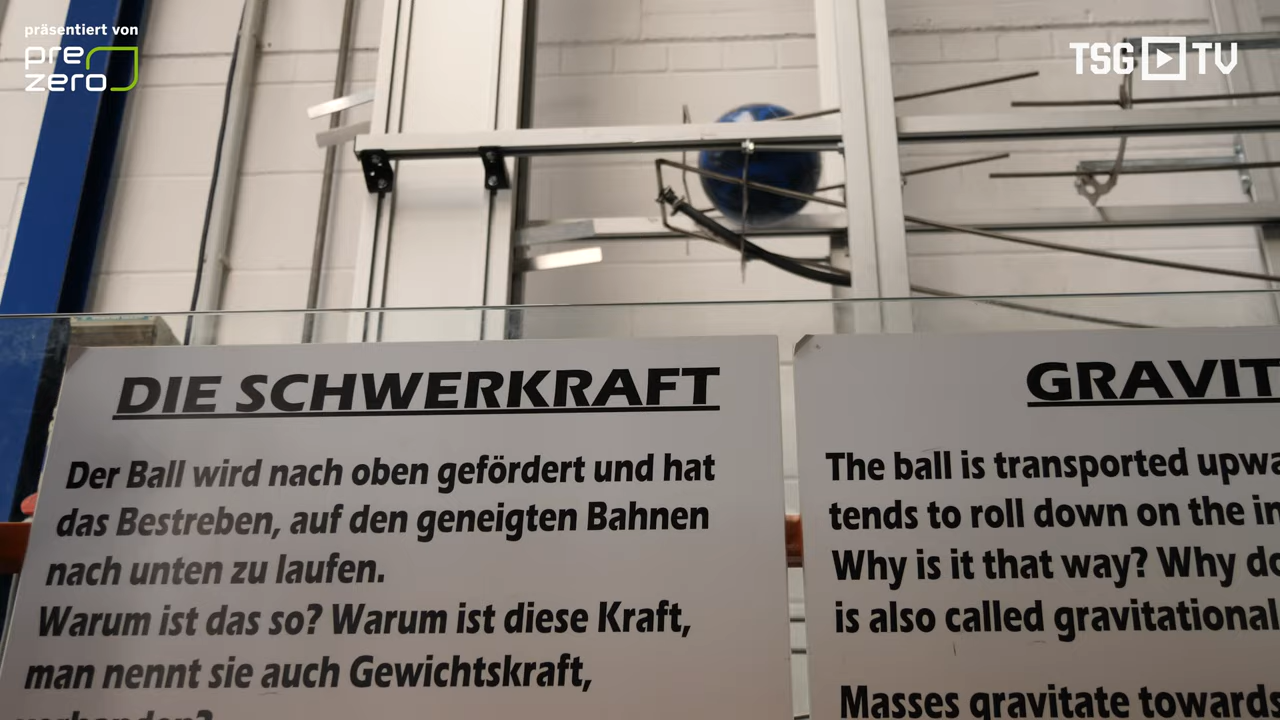 präsentiert von
pre
zero
TSG TV
DIE SCHWERKRAFT
Der Ball wird nach oben gefördert und hat
das Bestreben, auf den geneigten Bahnen
nach unten zu laufen.
Warum ist das so? Warum ist diese Kraft,
man nennt sie auch Gewichtskraft,
GRAVIT
The ball is transported upwa
tends to roll down on the in
Why is it that way? Why do
is also called gravitational
Masses gravitate towards